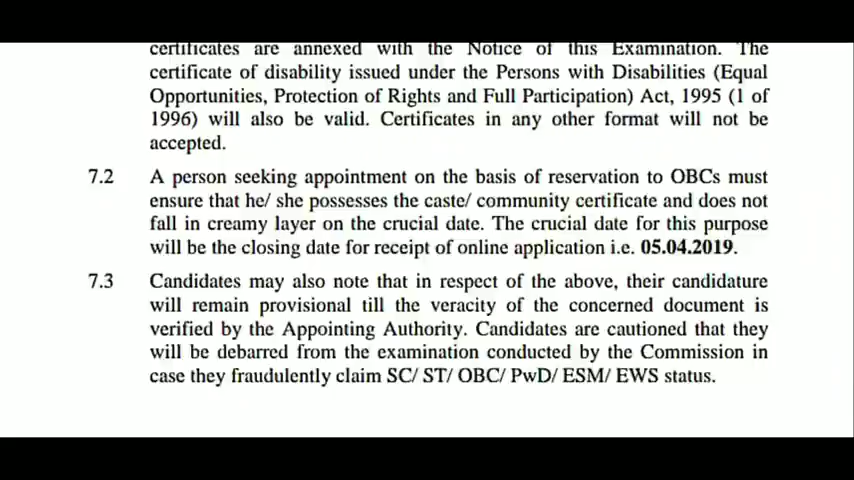 certificates are annexed with the Notice of this Examination. The
certificate of disability issued under the Persons with Disabilities (Equal
Opportunities, Protection of Rights and Full Participation) Act, 1995 (1 of
1996) will also be valid. Certificates in any other format will not be
accepted.
7.2 A person seeking appointment on the basis of reservation to OBCs must
ensure that he/ she possesses the caste/ community certificate and does not
fall in creamy layer on the crucial date. The crucial date for this purpose
will be the closing date for receipt of online application i.e. 05.04.2019.
7.3 Candidates may also note that in respect of the above, their candidature
will remain provisional till the veracity of the concerned document is
verified by the Appointing Authority. Candidates are cautioned that they
will be debarred from the examination conducted by the Commission in
case they fraudulently claim SC/ ST/ OBC/ PwD/ ESM/ EWS status.